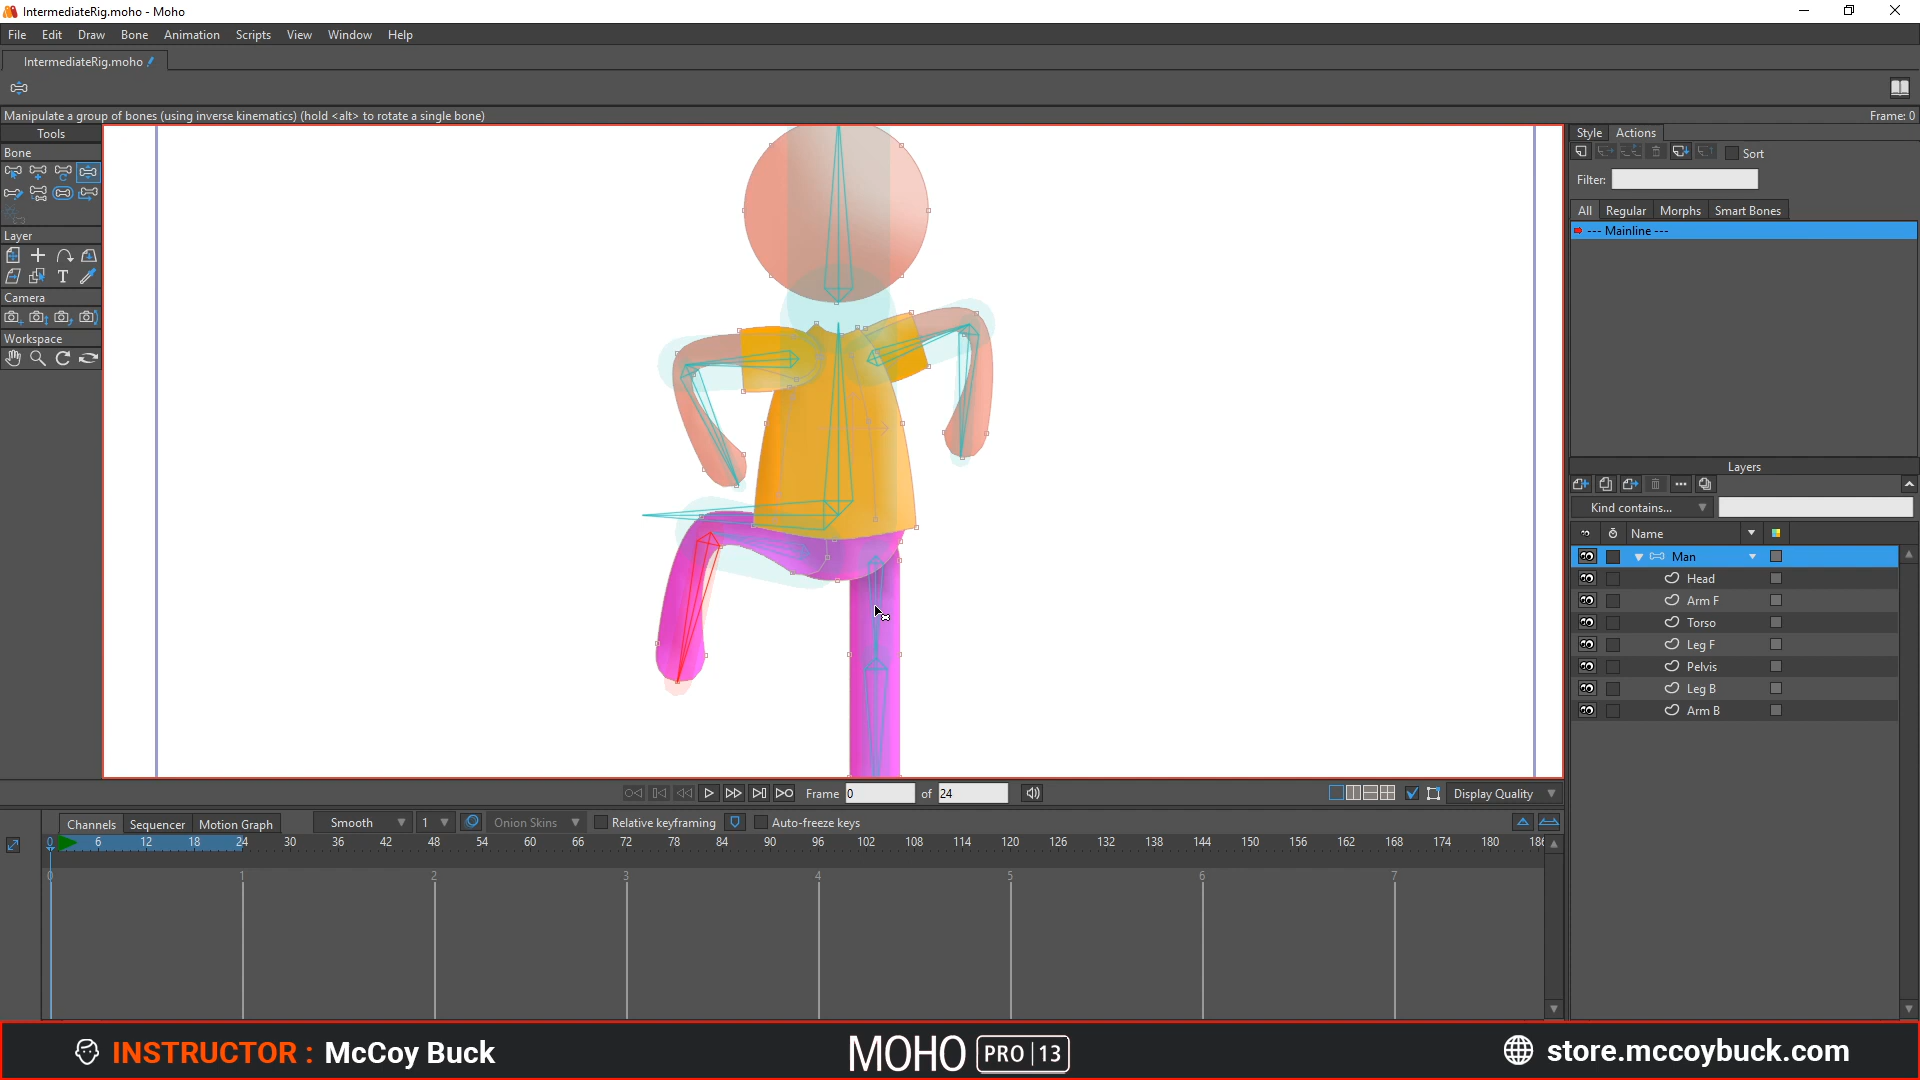 IntermediateRig.moho - Moho
File Edit Draw Bone Animation Scripts View Window Help
IntermediateRig.moho
Manipulate a group of bones (using inverse kinematics) (hold <alt> to rotate a single bone) Frame: 0
Tools
Bone
Layer
T
Camera
Workspace
Style Actions
Sort
Filter:
All Regular Morphs Smart Bones
--- Mainline ---
Layers
Kind contains...
Name
Man
Head
Arm F
Torso
Leg F
Pelvis
Leg B
Arm B
Frame 0 of 24 Display Quality
Channels Sequencer Motion Graph Smooth 1 Onion Skins Relative keyframing Auto-freeze keys
0 6 12 18 24 30 36 42 48 54 60 66 72 78 84 90 96 102 108 114 120 126 132 138 144 150 156 162 168 174 180 186
0 1 2 3 4 5 6 7
INSTRUCTOR : McCoy Buck MOHO PRO 13 store.mccoybuck.com